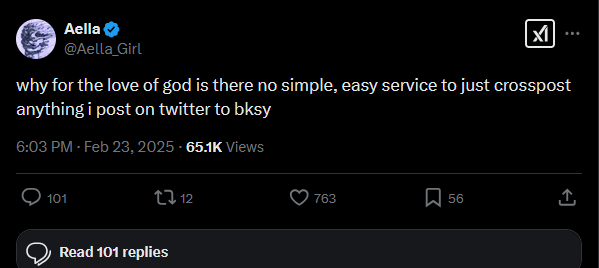 Aella
@Aella_Girl
why for the love of god is there no simple, easy service to just crosspost
anything i post on twitter to bksy
6:03 PM · Feb 23, 2025 · 65.1K Views
101 12 763 56
Read 101 replies